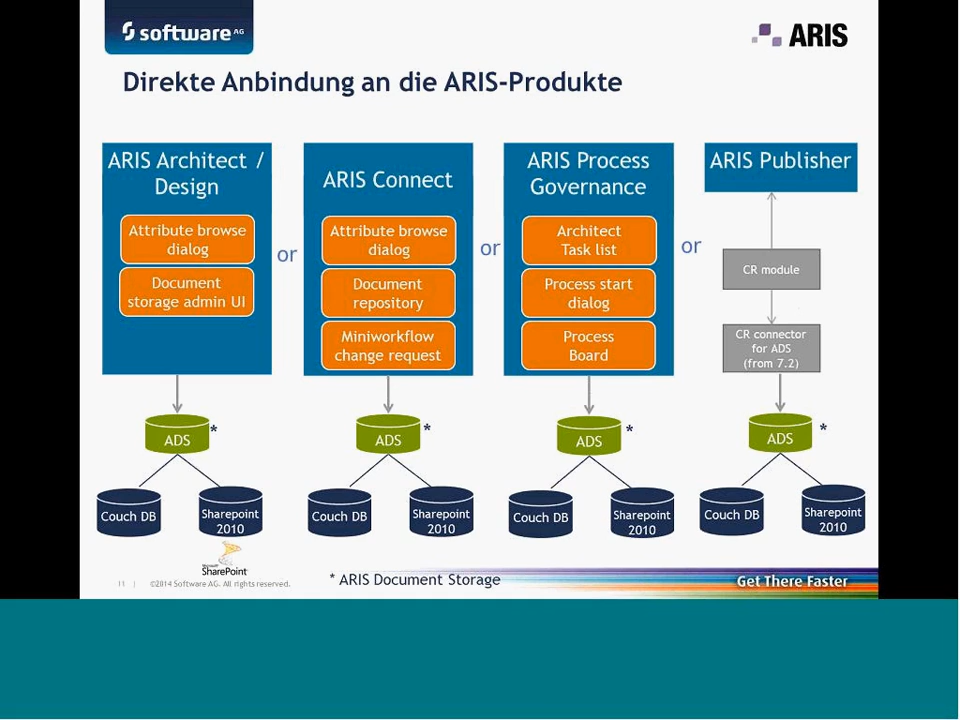 software AG
ARIS
Direkte Anbindung an die ARIS-Produkte
ARIS Architect /
Design
Attribute browse
dialog
Document
storage admin UI
or
ARIS Connect
Attribute browse
dialog
Document
repository
Miniworkflow
change request
or
ARIS Process
Governance
Architect
Task list
Process start
dialog
Process
Board
or
ARIS Publisher
CR module
CR connector
for ADS
(from 7.2)
ADS
*
ADS
*
ADS
*
ADS
*
Couch DB
Sharepoint
2010
Couch DB
Sharepoint
2010
Couch DB
Sharepoint
2010
Couch DB
Sharepoint
2010
Microsoft
SharePoint
11 | ©2014 Software AG. All rights reserved.
* ARIS Document Storage
Get There Faster